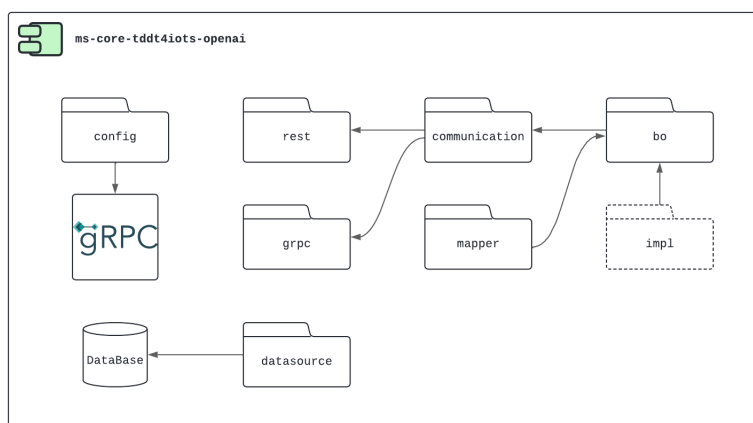 ms-core-tddt4iots-openai
config
rest
communication
bo
gRPC
grpc
mapper
impl
DataBase
datasource